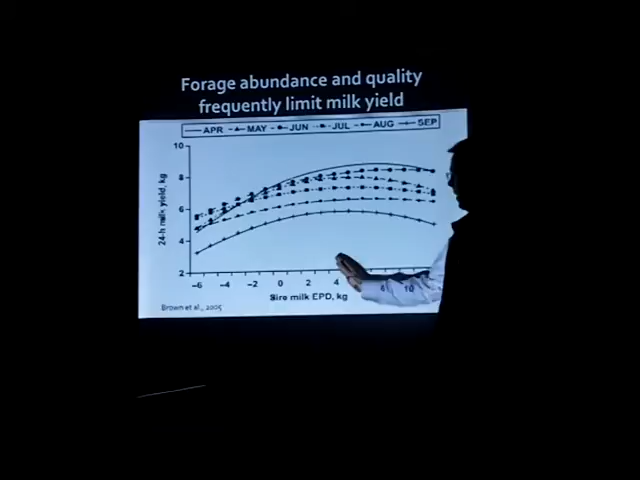 Forage abundance and quality
frequently limit milk yield
APR MAY JUN JUL AUG SEP
10
8
6
4
2
24-h milk yield, kg
-6 -4 -2 0 2 4 8 10
Sire milk EPD, kg
Brown et al., 2005